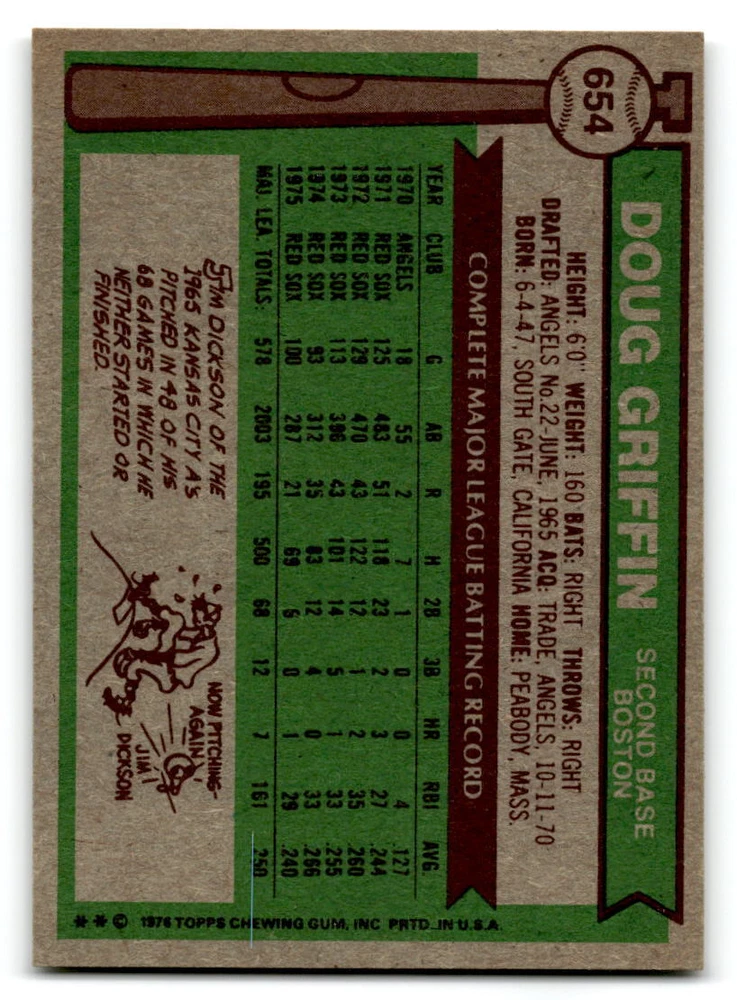 654
DOUG GRIFFIN
SECOND BASE
BOSTON
HEIGHT: 6'0" WEIGHT: 160 BATS: RIGHT THROWS: RIGHT
DRAFTED: ANGELS No.22-JUNE, 1965 ACQ: TRADE, ANGELS, 10-11-70
BORN: 6-4-47, SOUTH GATE, CALIFORNIA HOME: PEABODY, MASS.
COMPLETE MAJOR LEAGUE BATTING RECORD
YEAR CLUB G AB R H 2B 3B HR RBI AVG
1970 ANGELS 18 55 2 7 1 0 0 4 .127
1971 RED SOX 125 483 51 118 23 2 3 27 .244
1972 RED SOX 129 470 43 122 12 1 2 35 .260
1973 RED SOX 113 396 43 101 14 5 1 33 .255
1974 RED SOX 93 312 35 83 12 4 0 33 .266
1975 RED SOX 100 287 21 69 6 0 1 29 .240
MAJ. LEA. TOTALS: 578 2003 195 500 68 12 7 161 .250
JIM DICKSON OF THE
1965 KANSAS CITY A'S
PITCHED IN 48 OF HIS
68 GAMES IN WHICH HE
NEITHER STARTED OR
FINISHED.
NOW PITCHING-
AGAIN!
JIM
DICKSON
** © 1976 TOPPS CHEWING GUM, INC PRTD. IN U.S.A.